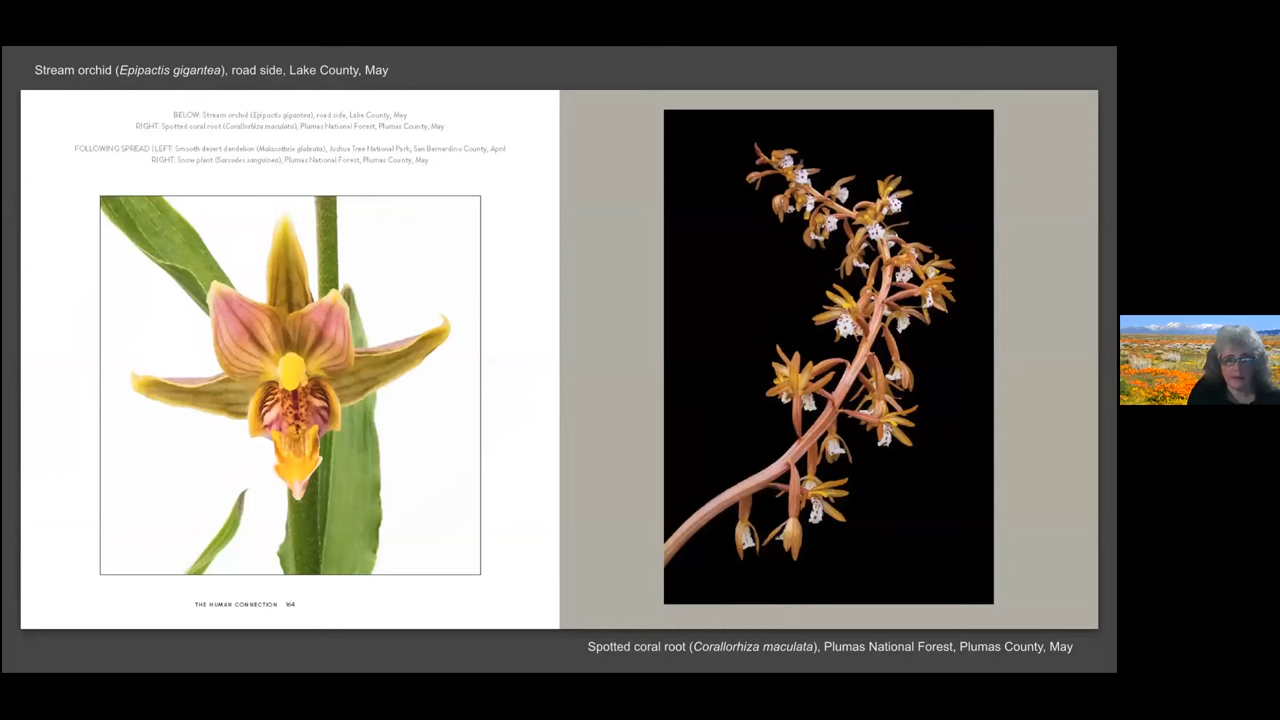 Stream orchid (Epipactis gigantea), road side, Lake County, May
BELOW: Stream orchid (Epipactis gigantea), road side, Lake County, May
RIGHT: Spotted coral root (Corallorhiza maculata), Plumas National Forest, Plumas County, May
FOLLOWING SPREAD | LEFT: Smooth desert dandelion (Malacothrix glabrata), Joshua Tree National Park, San Bernardino County, April
RIGHT: Snow plant (Sarcodes sanguinea), Plumas National Forest, Plumas County, May
THE HUMAN CONNECTION 164
Spotted coral root (Corallorhiza maculata), Plumas National Forest, Plumas County, May